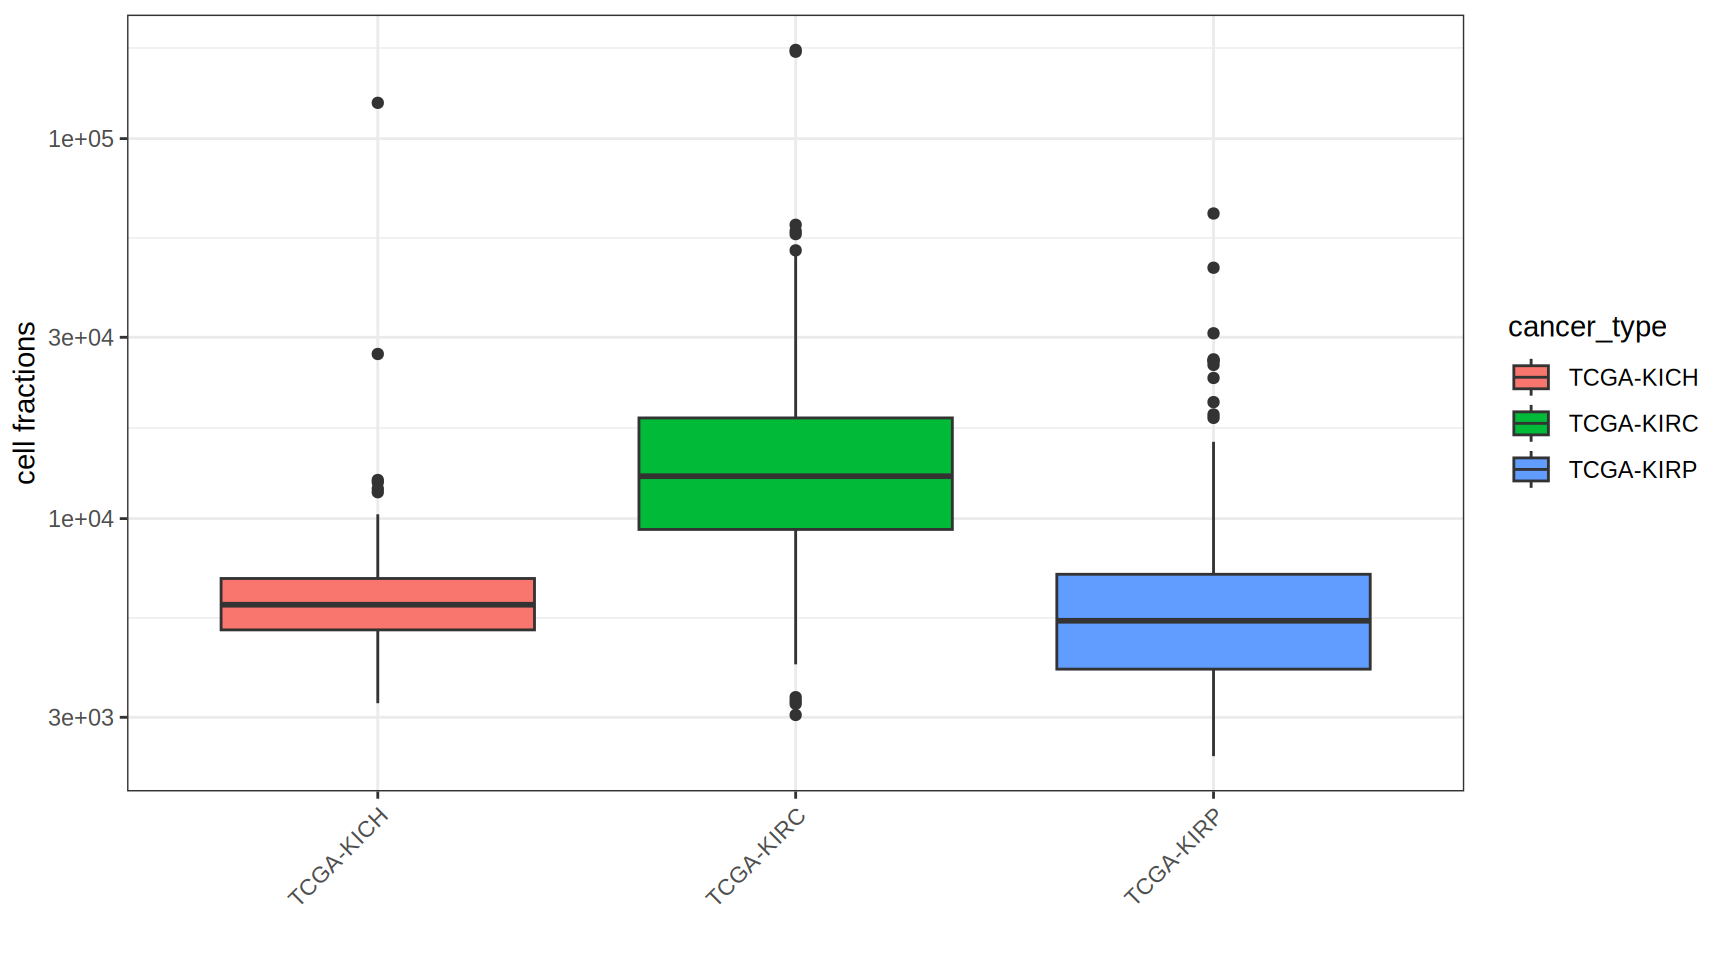 cell fractions
1e+05
3e+04
1e+04
3e+03
TCGA-KICH
TCGA-KIRC
TCGA-KIRP
cancer_type
TCGA-KICH
TCGA-KIRC
TCGA-KIRP